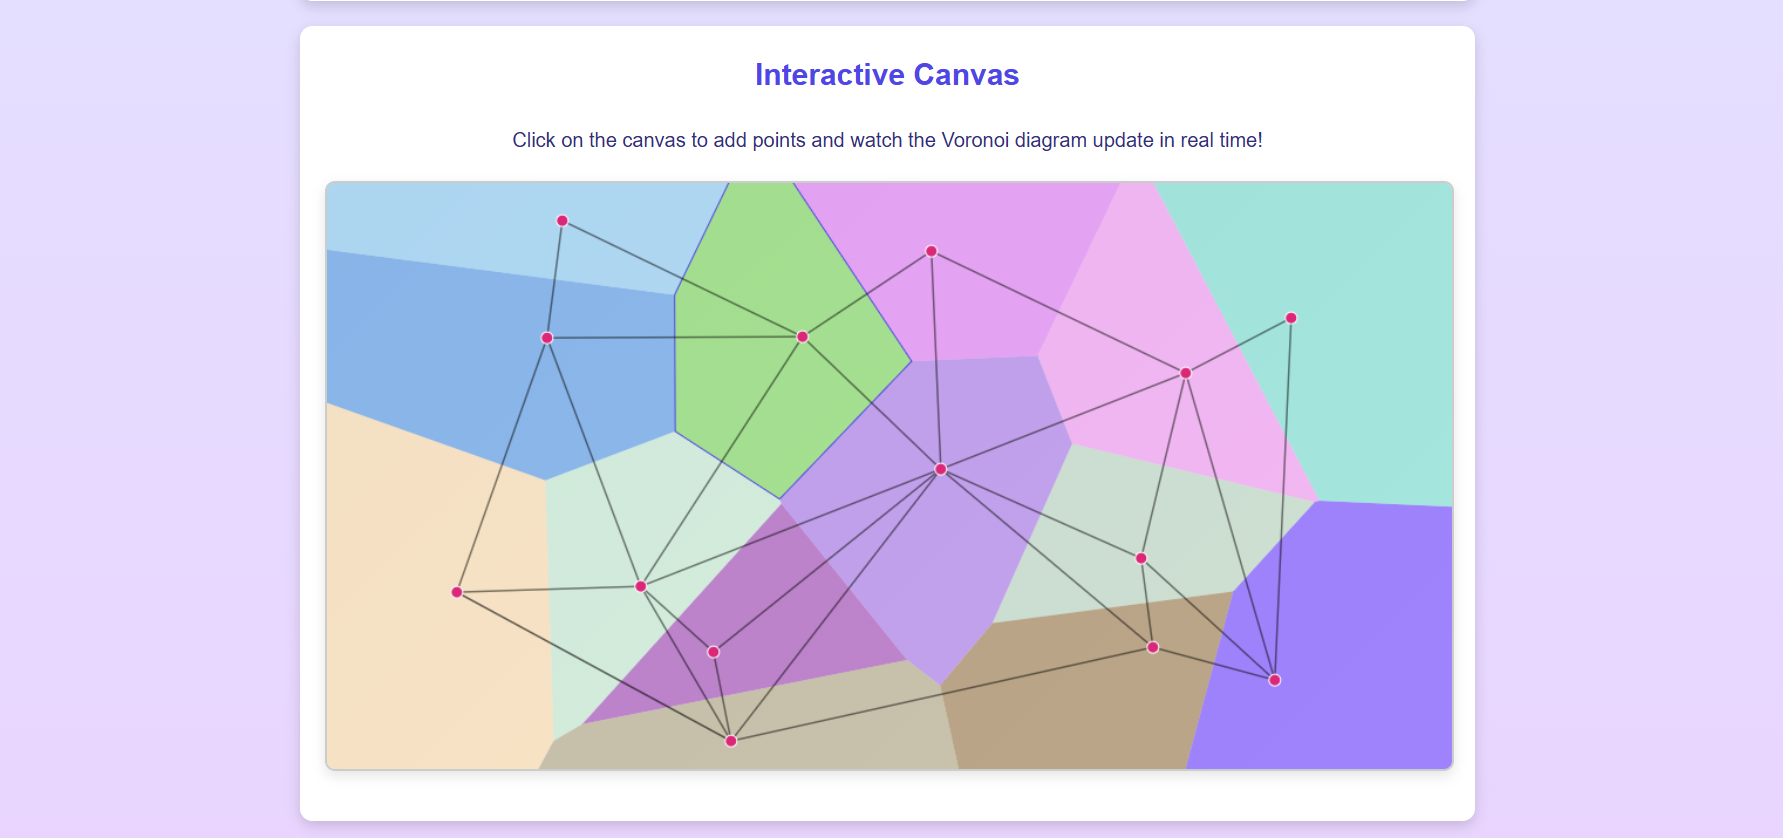 Interactive Canvas
Click on the canvas to add points and watch the Voronoi diagram update in real time!